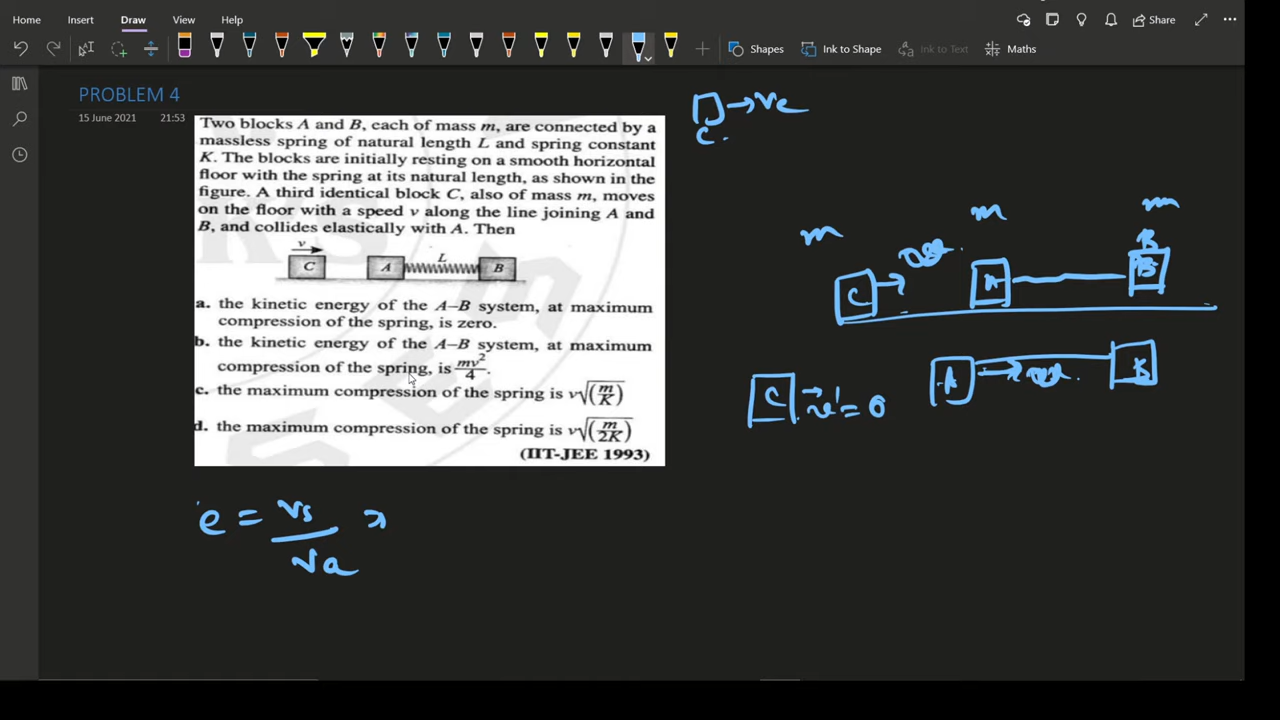 Home Insert Draw View Help
Share
Shapes Ink to Shape Ink to Text Maths
PROBLEM 4
15 June 2021 21:53
Two blocks A and B, each of mass m, are connected by a
massless spring of natural length L and spring constant
K. The blocks are initially resting on a smooth horizontal
floor with the spring at its natural length, as shown in the
figure. A third identical block C, also of mass m, moves
on the floor with a speed v along the line joining A and
B, and collides elastically with A. Then
v
L
C A B
a. the kinetic energy of the A–B system, at maximum
compression of the spring, is zero.
b. the kinetic energy of the A–B system, at maximum
compression of the spring, is mv²/4.
c. the maximum compression of the spring is v√(m/K)
d. the maximum compression of the spring is v√(m/2K)
(IIT-JEE 1993)
→ vc
C
m m m
C → A B
C v' = 0 A → B
e = vs/va